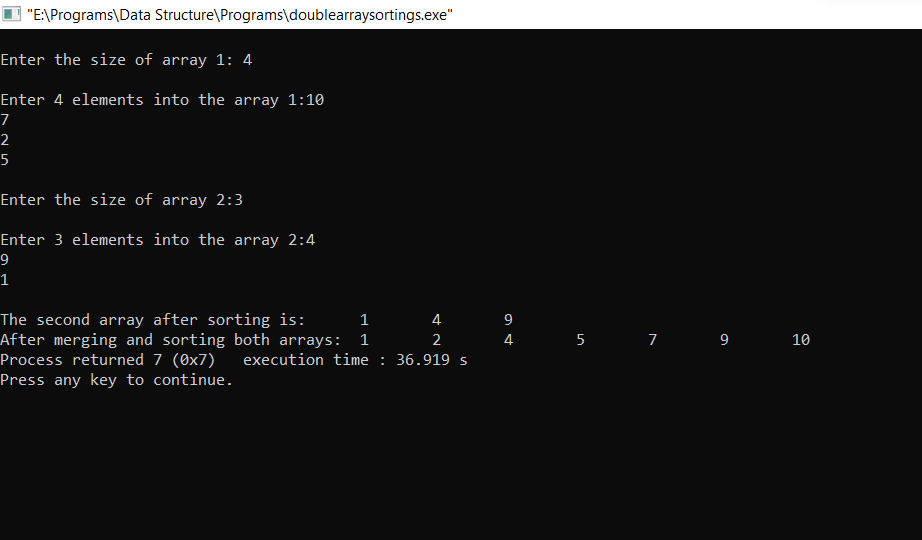 "E:\Programs\Data Structure\Programs\doublearraysortings.exe"
Enter the size of array 1: 4
Enter 4 elements into the array 1:10
7
2
5
Enter the size of array 2:3
Enter 3 elements into the array 2:4
9
1
The second array after sorting is:      1       4       9
After merging and sorting both arrays:  1       2       4       5       7       9       10
Process returned 7 (0x7)   execution time : 36.919 s
Press any key to continue.